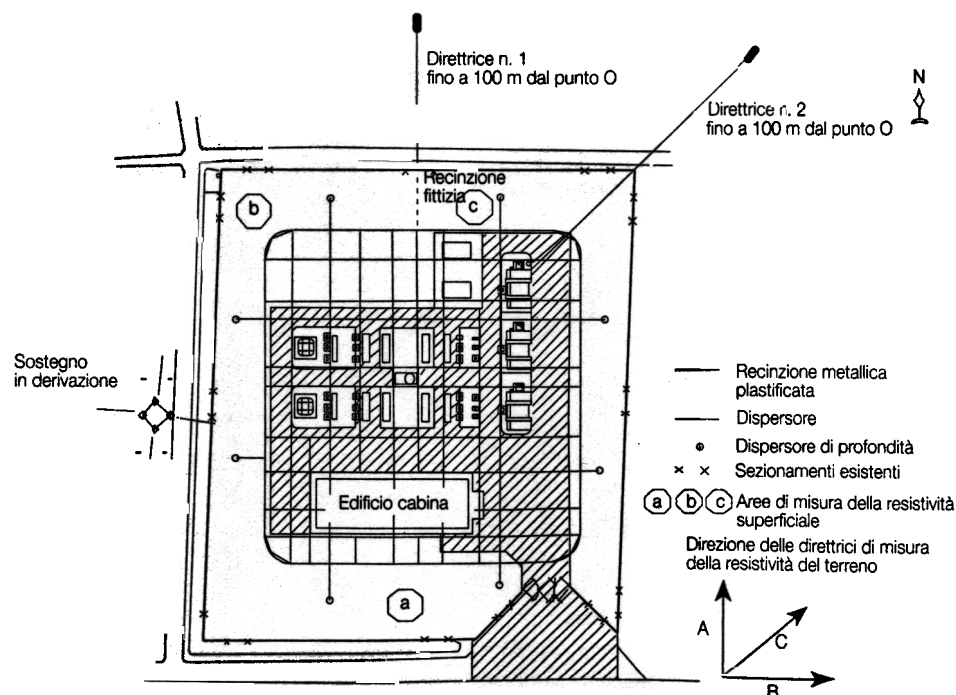 Direttrice n. 1
fino a 100 m dal punto O
Direttrice n. 2
fino a 100 m dal punto O
N
Recinzione
fittizia
b
c
Sostegno
in derivazione
Recinzione metallica
plastificata
Dispersore
Dispersore di profondità
Sezionamenti esistenti
a b c Aree di misura della resistività
superficiale
Edificio cabina
Direzione delle direttrici di misura
della resistività del terreno
a
A
C
B